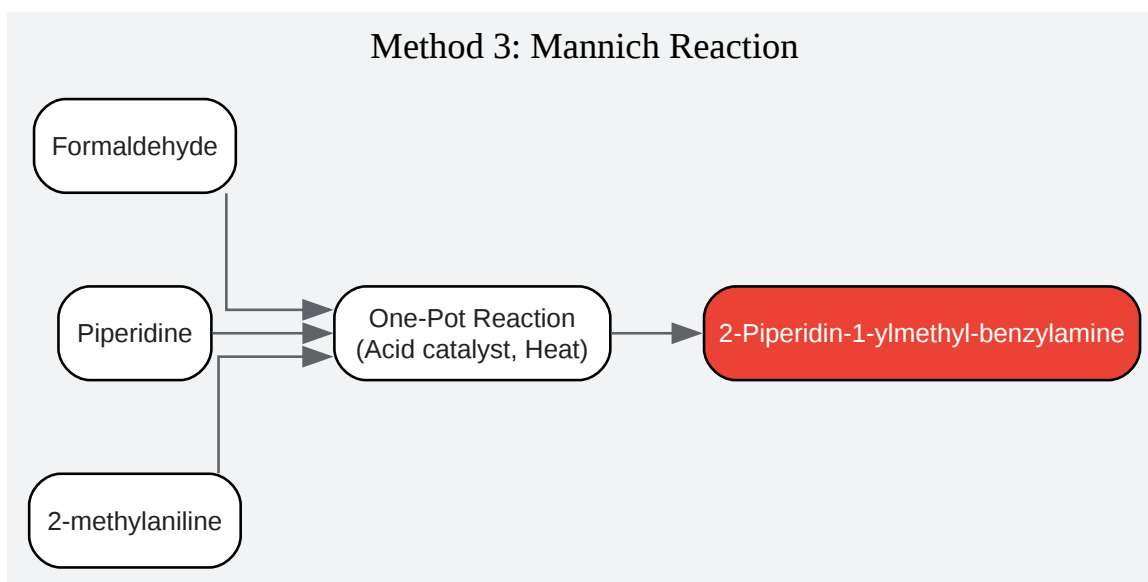 Method 3: Mannich Reaction
Formaldehyde
Piperidine
2-methylaniline
One-Pot Reaction
(Acid catalyst, Heat)
2-Piperidin-1-ylmethyl-benzylamine